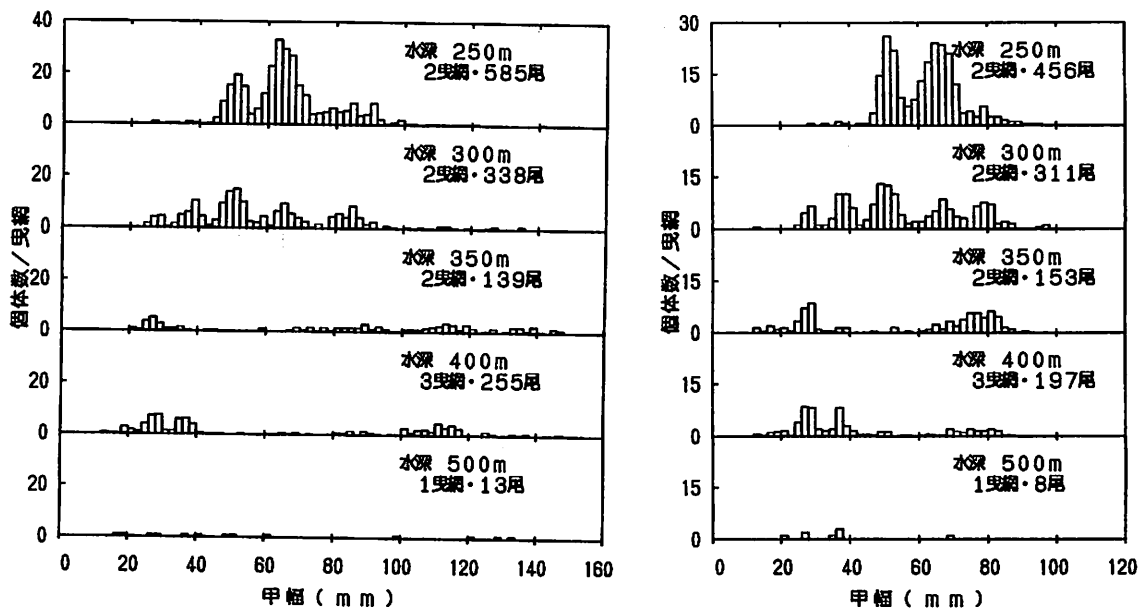 40
水深 250m
2曳網・585尾
20
0
水深 300m
2曳網・338尾
20
0
水深 350m
2曳網・139尾
20
0
水深 400m
3曳網・255尾
20
0
水深 500m
1曳網・13尾
20
0
0 20 40 60 80 100 120 140 160
甲幅(mm)
個体数/曳網
30
水深 250m
2曳網・456尾
15
0
水深 300m
2曳網・311尾
15
0
水深 350m
2曳網・153尾
15
0
水深 400m
3曳網・197尾
15
0
水深 500m
1曳網・8尾
15
0
0 20 40 60 80 100 120
甲幅(mm)
個体数/曳網